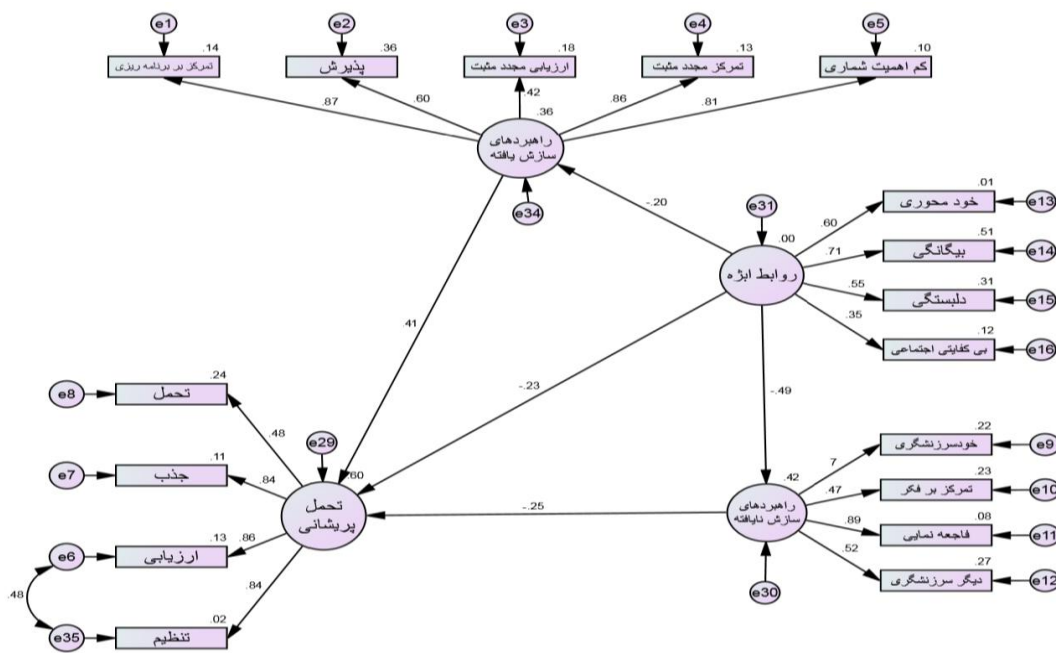 e1
e2
e3
e4
e5
.14
.36
.18
.13
.10
تمرکز بر برنامه ریزی
پذیرش
ارزیابی مجدد مثبت
تمرکز مجدد مثبت
کم اهمیت شماری
.87
.60
.42
.86
.81
.36
راهبردهای
سازش یافته
e34
-.20
e31
.00
روابط ابژه
.01
خود محوری
e13
.60
.51
بیگانگی
e14
.71
.31
دلبستگی
e15
.55
.12
بی کفایتی اجتماعی
e16
.35
.41
-.23
-.49
.24
e8
تحمل
.48
.11
e7
جذب
.84
.13
e6
ارزیابی
.86
.48
.02
e35
تنظیم
.84
e29
.60
تحمل
پریشانی
-.25
.42
راهبردهای
سازش نایافته
e30
.22
خودسرزنشگری
e9
7
.23
تمرکز بر فکر
e10
.47
.08
فاجعه نمایی
e11
.89
.27
دیگر سرزنشگری
e12
.52